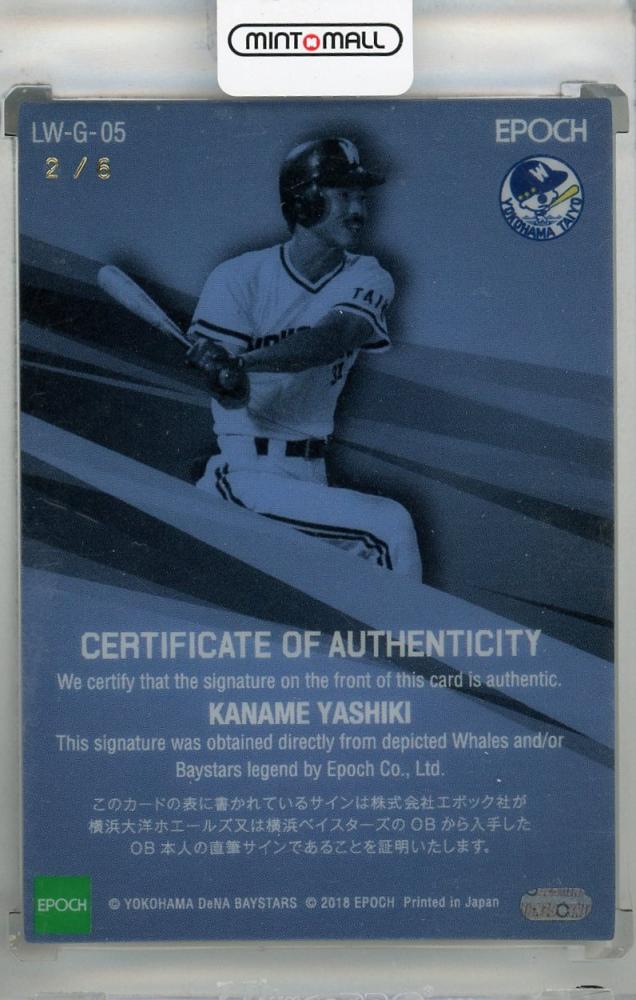 MINT MALL
LW-G-05
EPOCH
2/6
W
YOKOHAMA TAIYO
W
TAI
CERTIFICATE OF AUTHENTICITY
We certify that the signature on the front of this card is authentic.
KANAME YASHIKI
This signature was obtained directly from depicted Whales and/or
Baystars legend by Epoch Co., Ltd.
このカードの表に書かれているサインは株式会社エポック社が
横浜大洋ホエールズ又は横浜ベイスターズの OB から入手した
OB 本人の直筆サインであることを証明いたします。
EPOCH
© YOKOHAMA DeNA BAYSTARS © 2018 EPOCH Printed in Japan